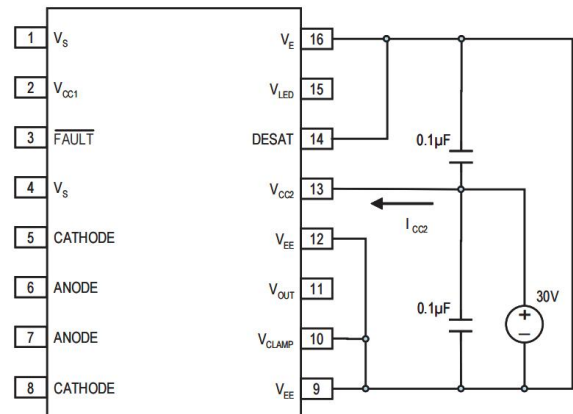 1 V_S
2 V_CC1
3 FAULT
4 V_S
5 CATHODE
6 ANODE
7 ANODE
8 CATHODE
V_E 16
V_LED 15
DESAT 14
V_CC2 13
V_EE 12
V_OUT 11
V_CLAMP 10
V_EE 9
0.1µF
I_CC2
0.1µF
30V
+
−